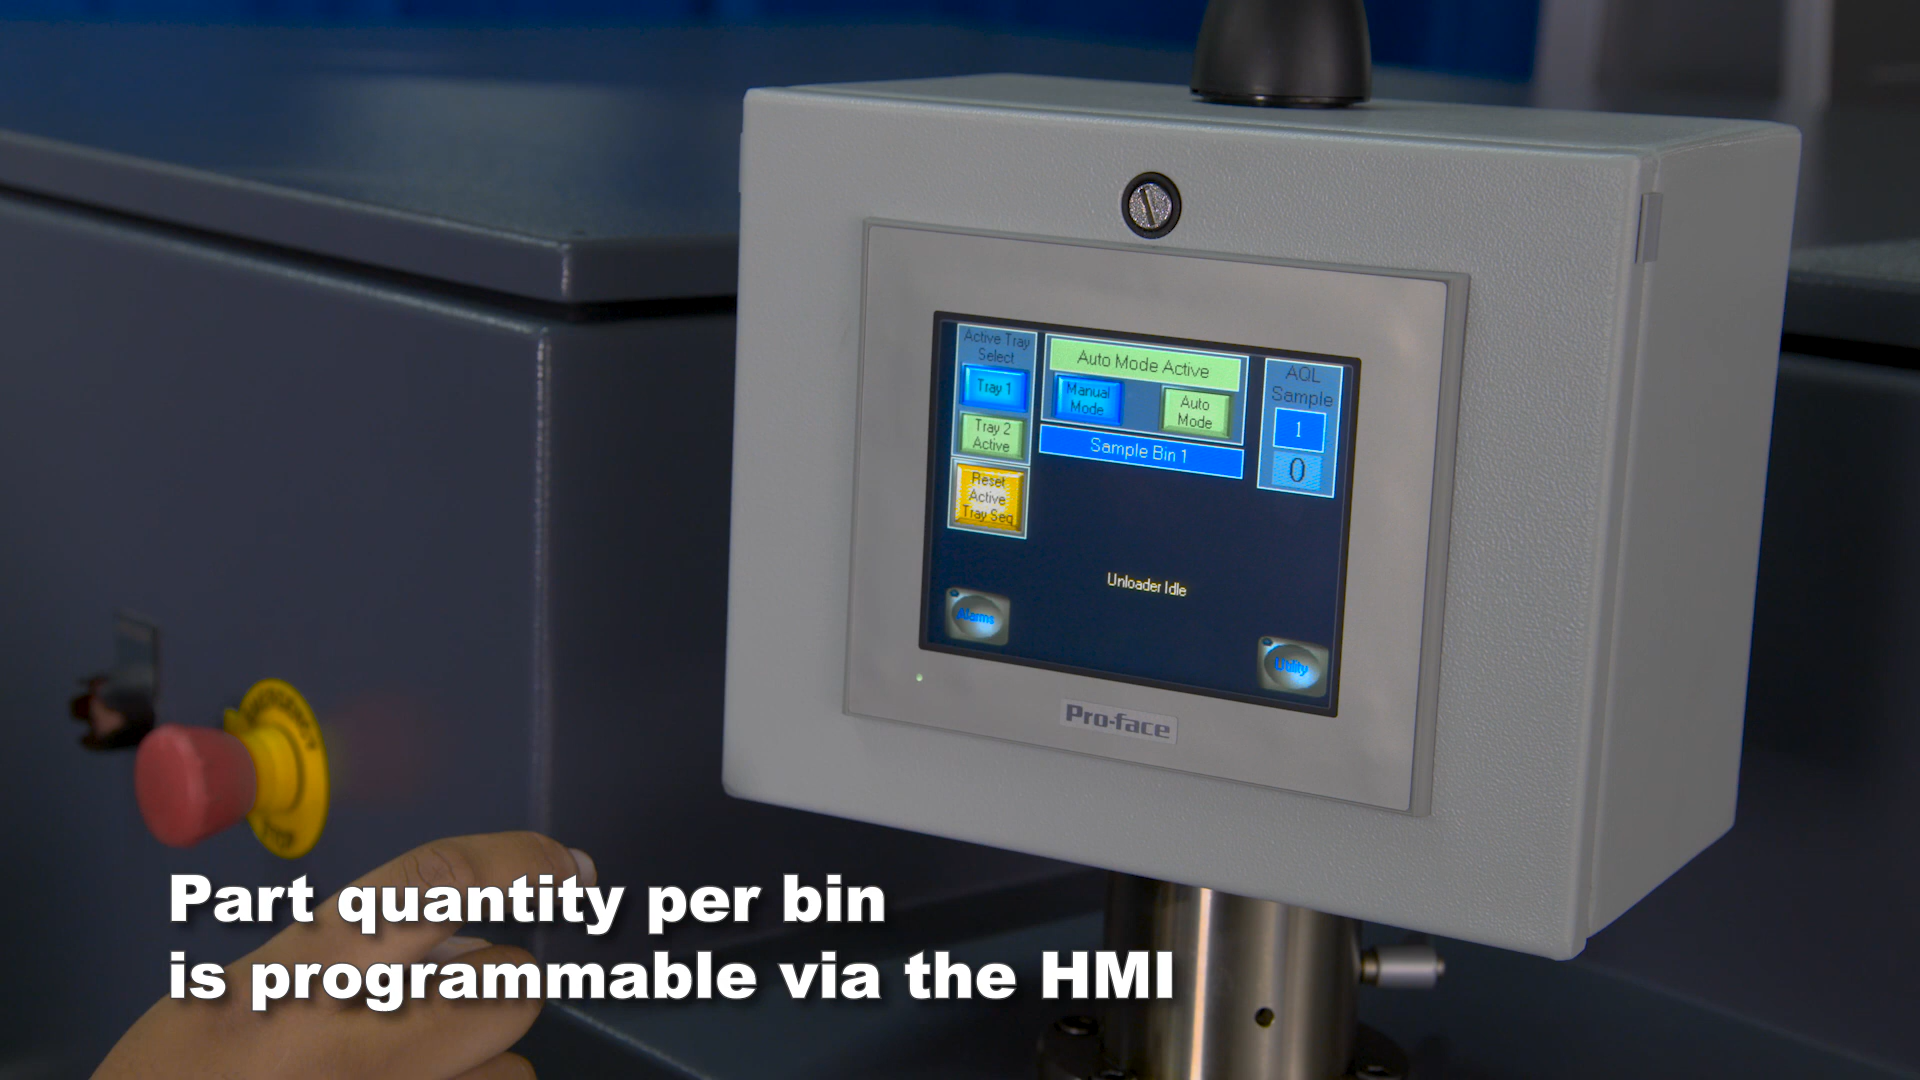 Active Tray
Select
Tray 1
Tray 2
Active
Reset
Active
Tray Seq
Auto Mode Active
Manual
Mode
Auto
Mode
Sample Bin 1
AQL
Sample
1
0
Unloader Idle
Alarms
Utility
Pro-face
EMERGENCY
STOP
Part quantity per bin
is programmable via the HMI